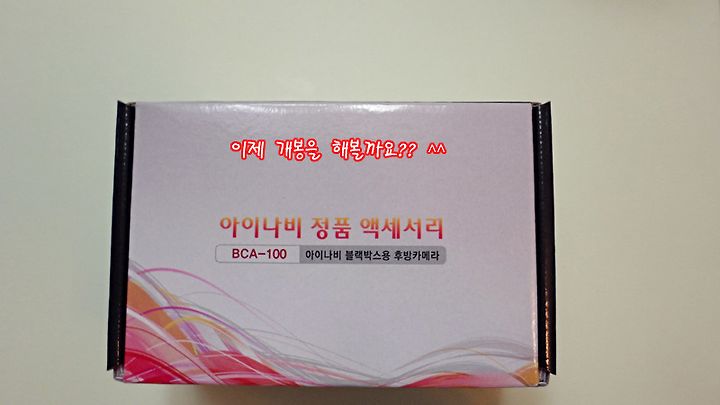 이제 개봉을 해볼까요?? ^^
아이나비 정품 액세서리
BCA-100 아이나비 블랙박스용 후방카메라